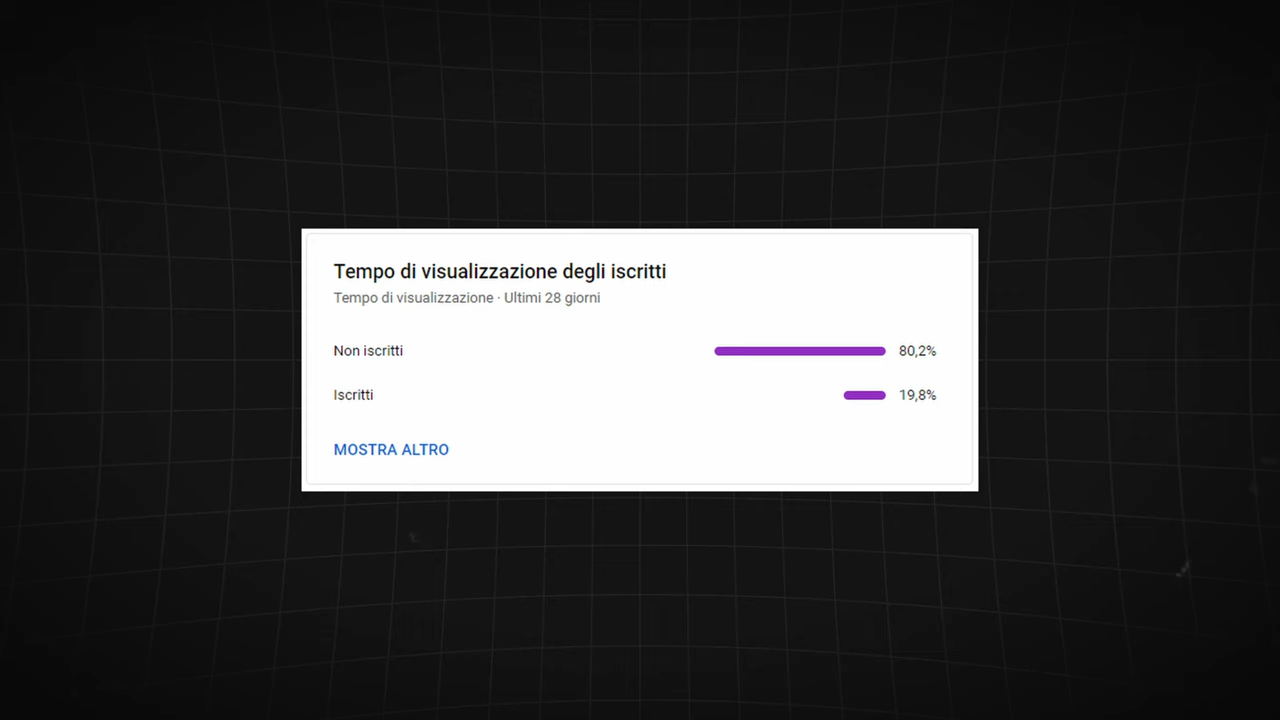 Tempo di visualizzazione degli iscritti
Tempo di visualizzazione · Ultimi 28 giorni
Non iscritti 80,2%
Iscritti 19,8%
MOSTRA ALTRO